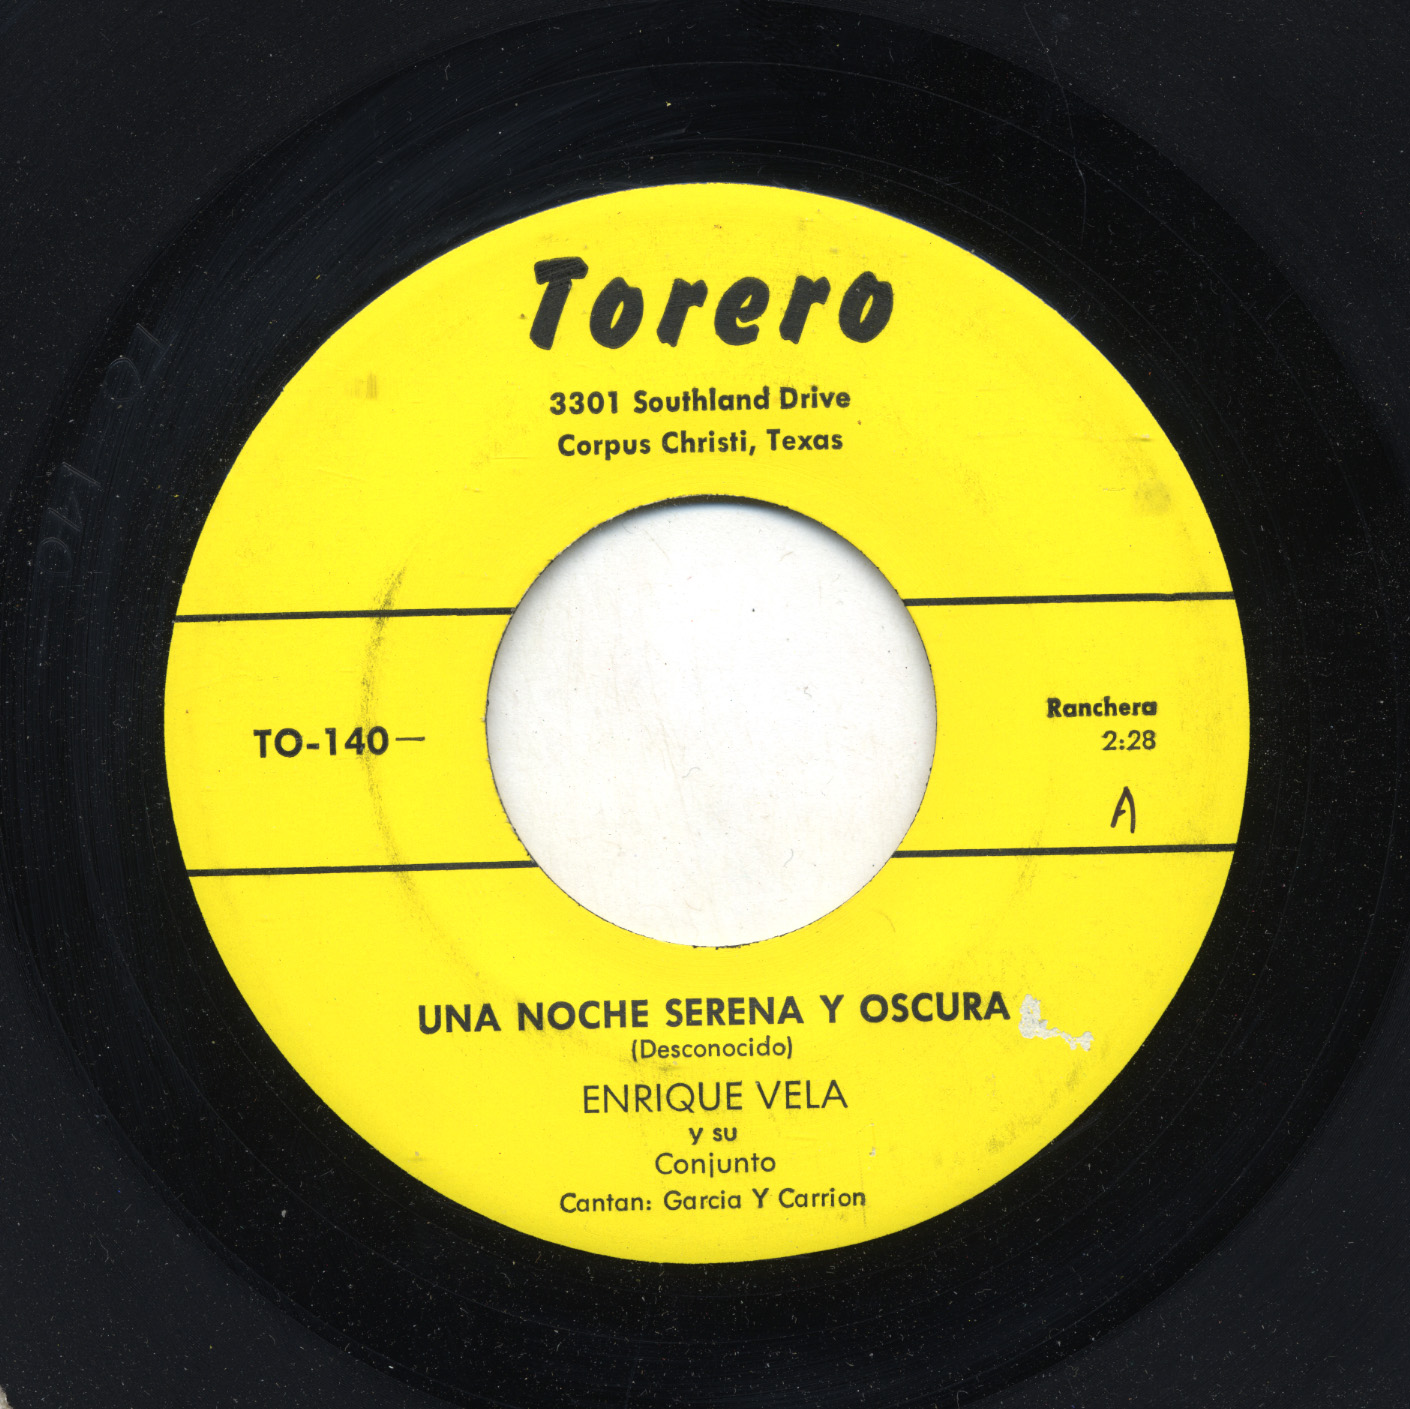 Torero
3301 Southland Drive
Corpus Christi, Texas
TO-140—
Ranchera
2:28
A
UNA NOCHE SERENA Y OSCURA
(Desconocido)
ENRIQUE VELA
y su
Conjunto
Cantan: Garcia Y Carrion